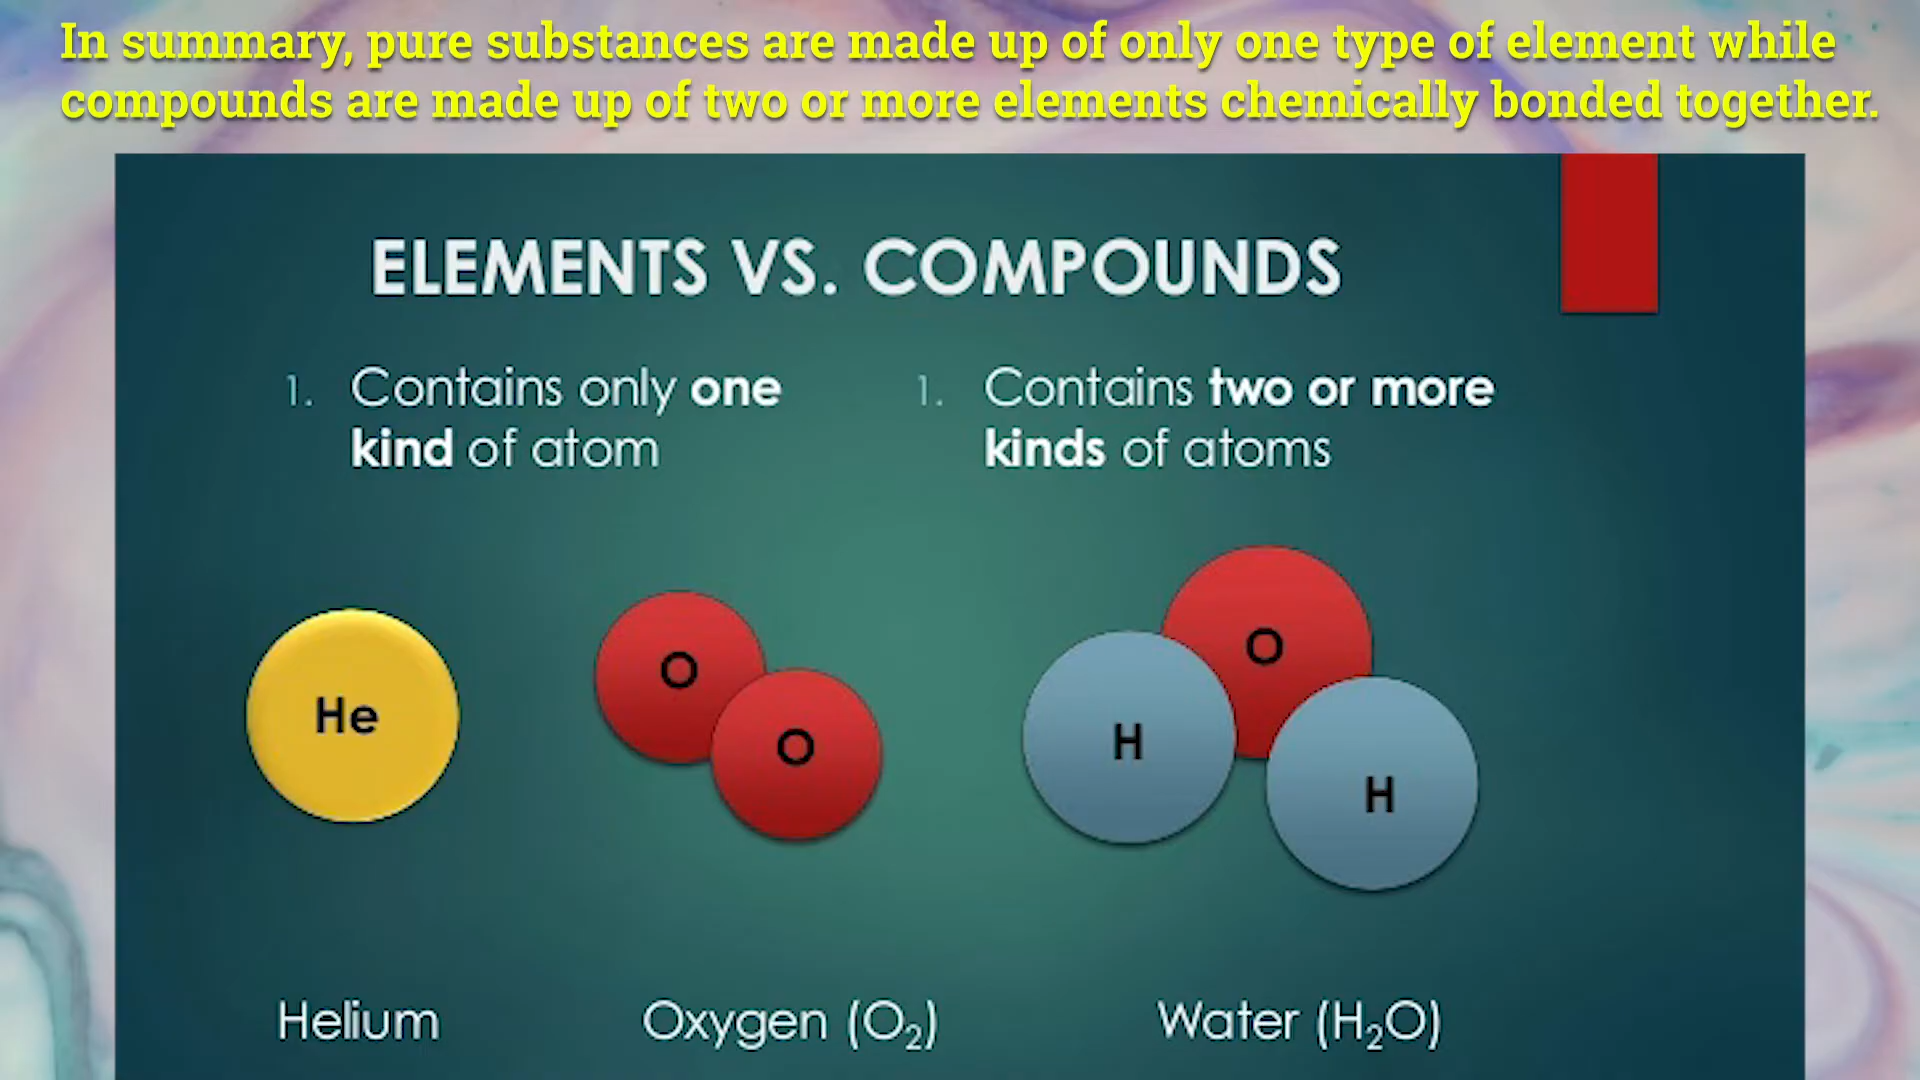 In summary, pure substances are made up of only one type of element while
compounds are made up of two or more elements chemically bonded together.
ELEMENTS VS. COMPOUNDS
1. Contains only one
kind of atom
1. Contains two or more
kinds of atoms
He
O
O
O
H
H
Helium
Oxygen (O₂)
Water (H₂O)